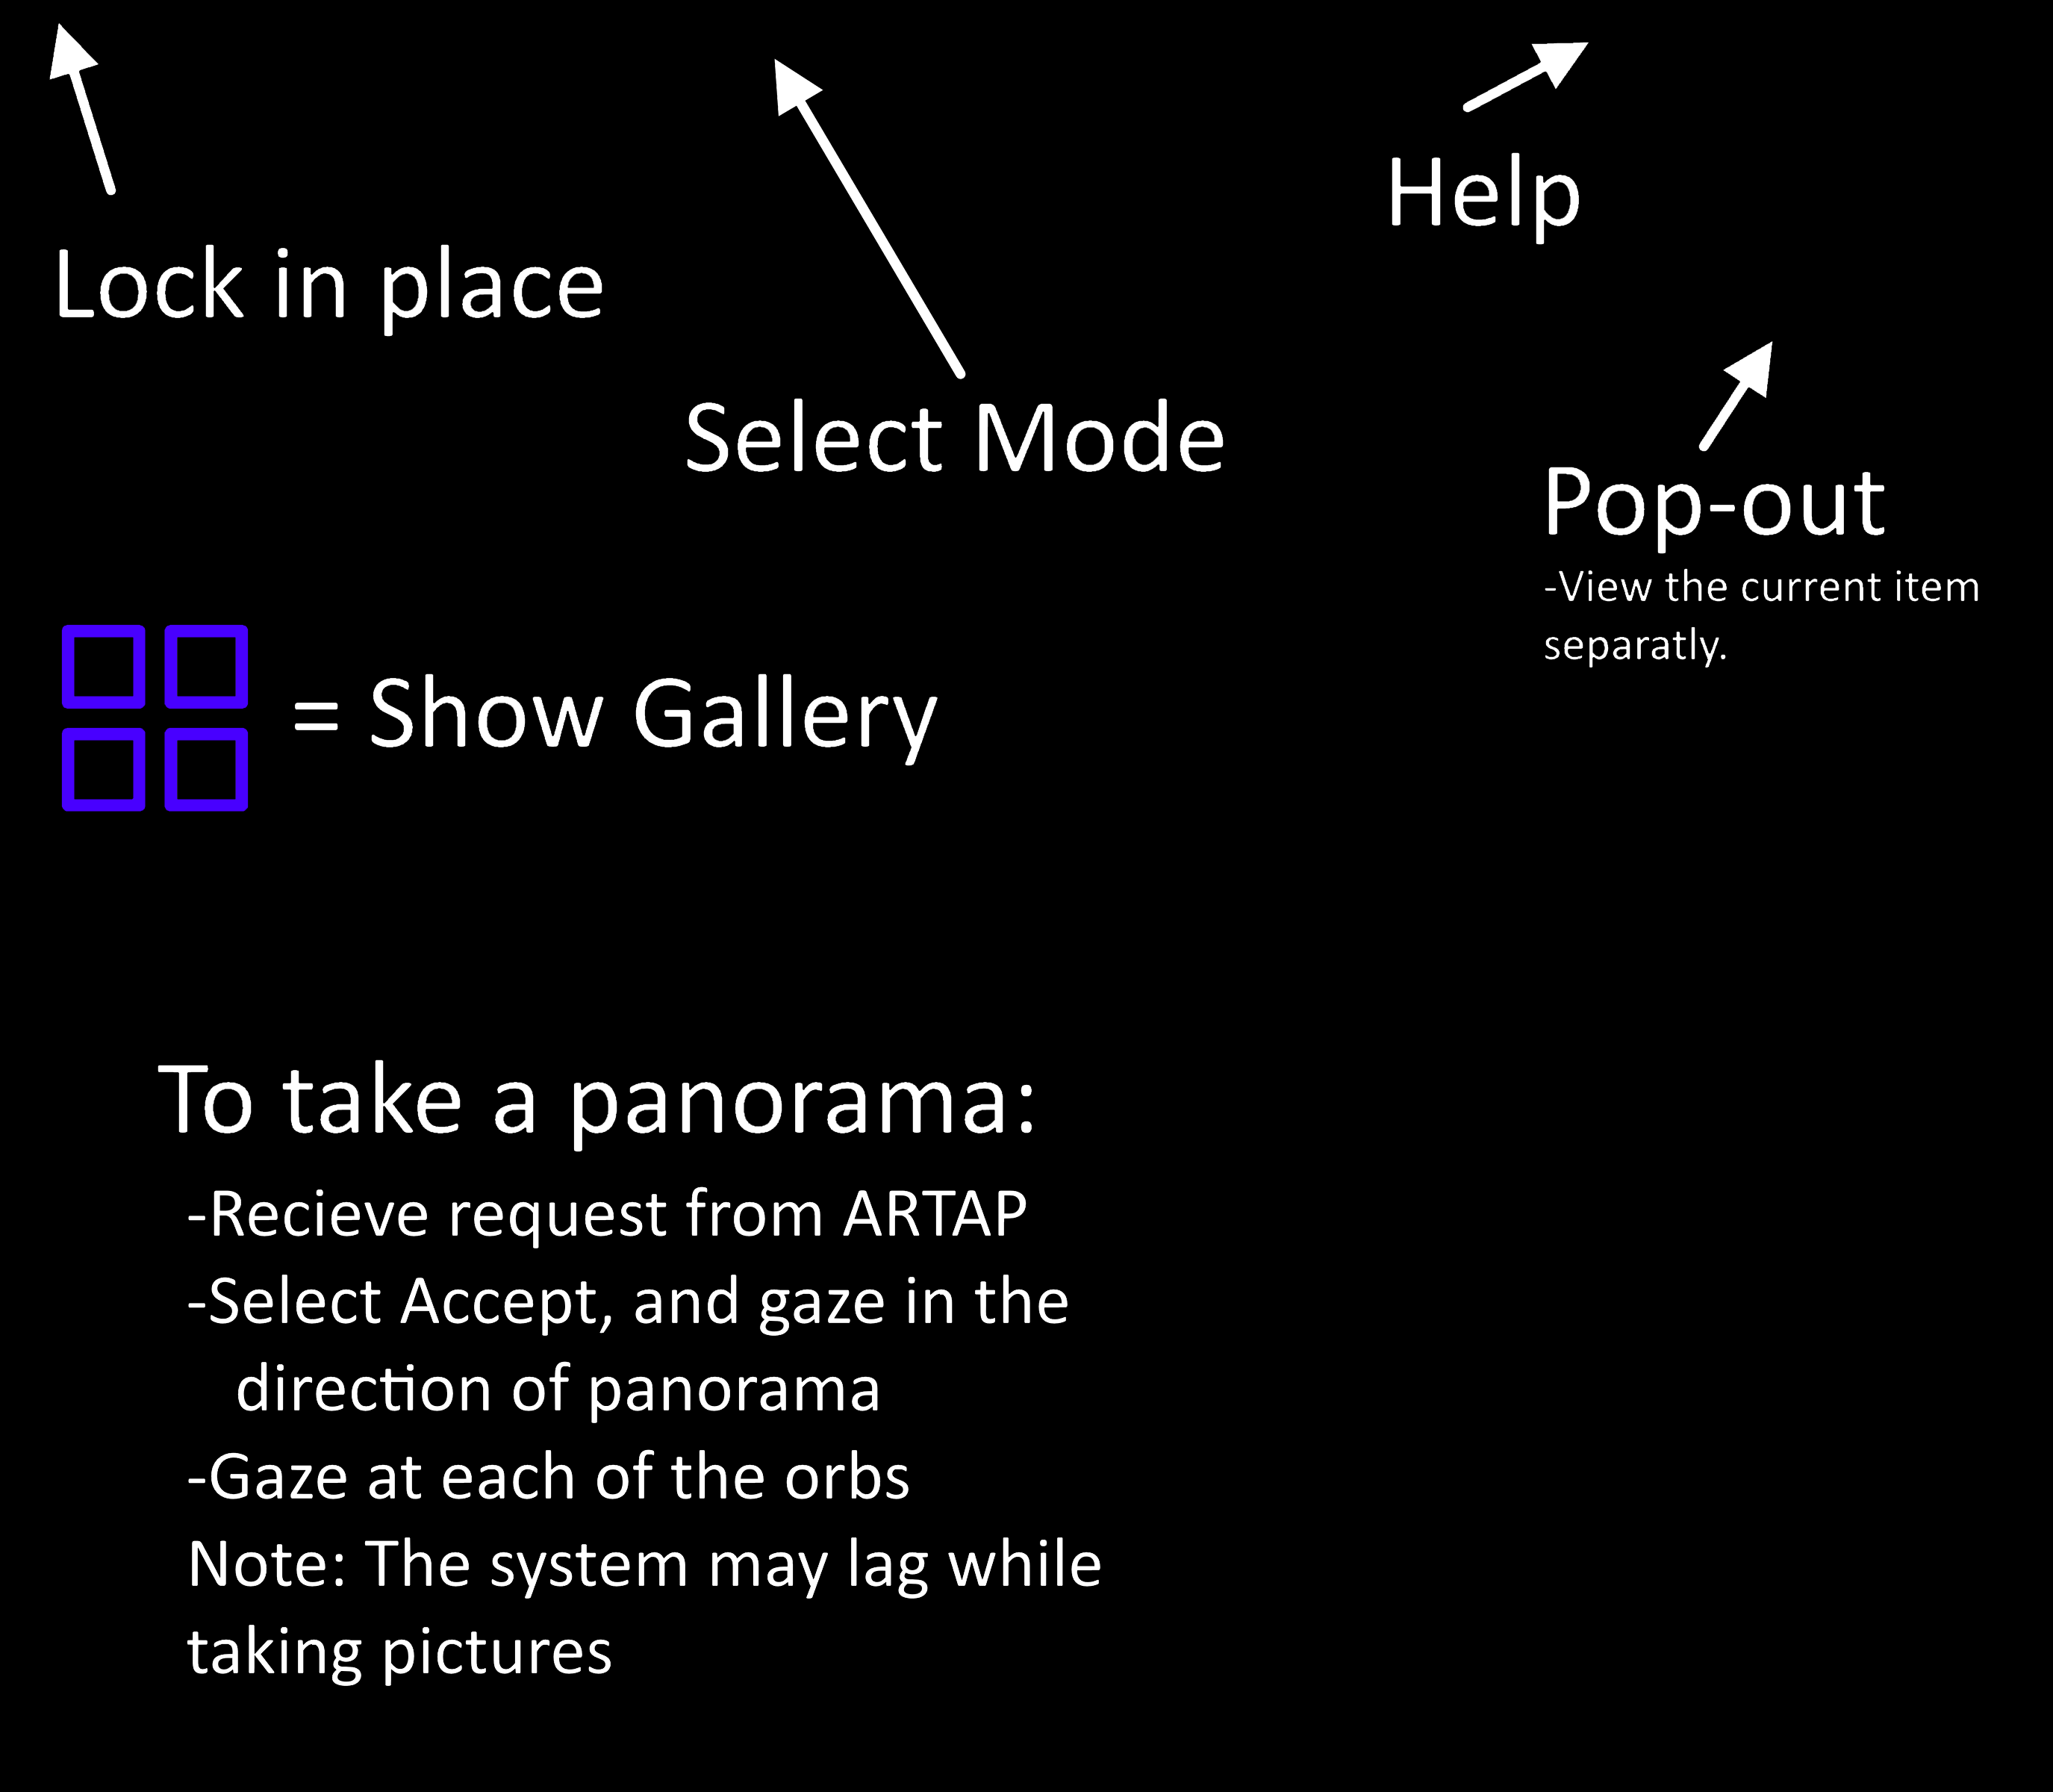 Help
Lock in place
Select Mode
Pop-out
-View the current item
separatly.
= Show Gallery
To take a panorama:
-Recieve request from ARTAP
-Select Accept, and gaze in the
direction of panorama
-Gaze at each of the orbs
Note: The system may lag while
taking pictures